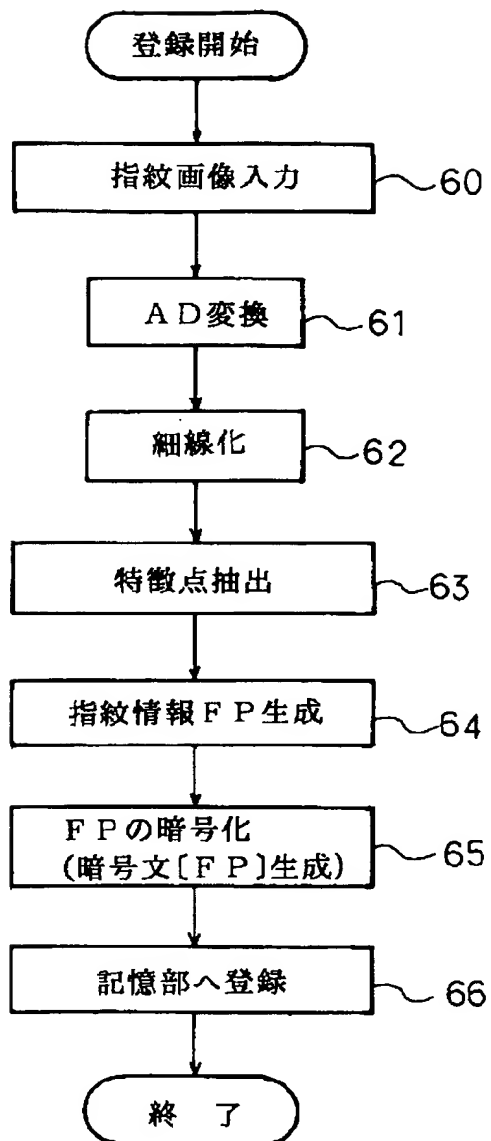 登録開始
指紋画像入力
60
AD変換
61
細線化
62
特徴点抽出
63
指紋情報FP生成
64
FPの暗号化
(暗号文[FP]生成)
65
記憶部へ登録
66
終了